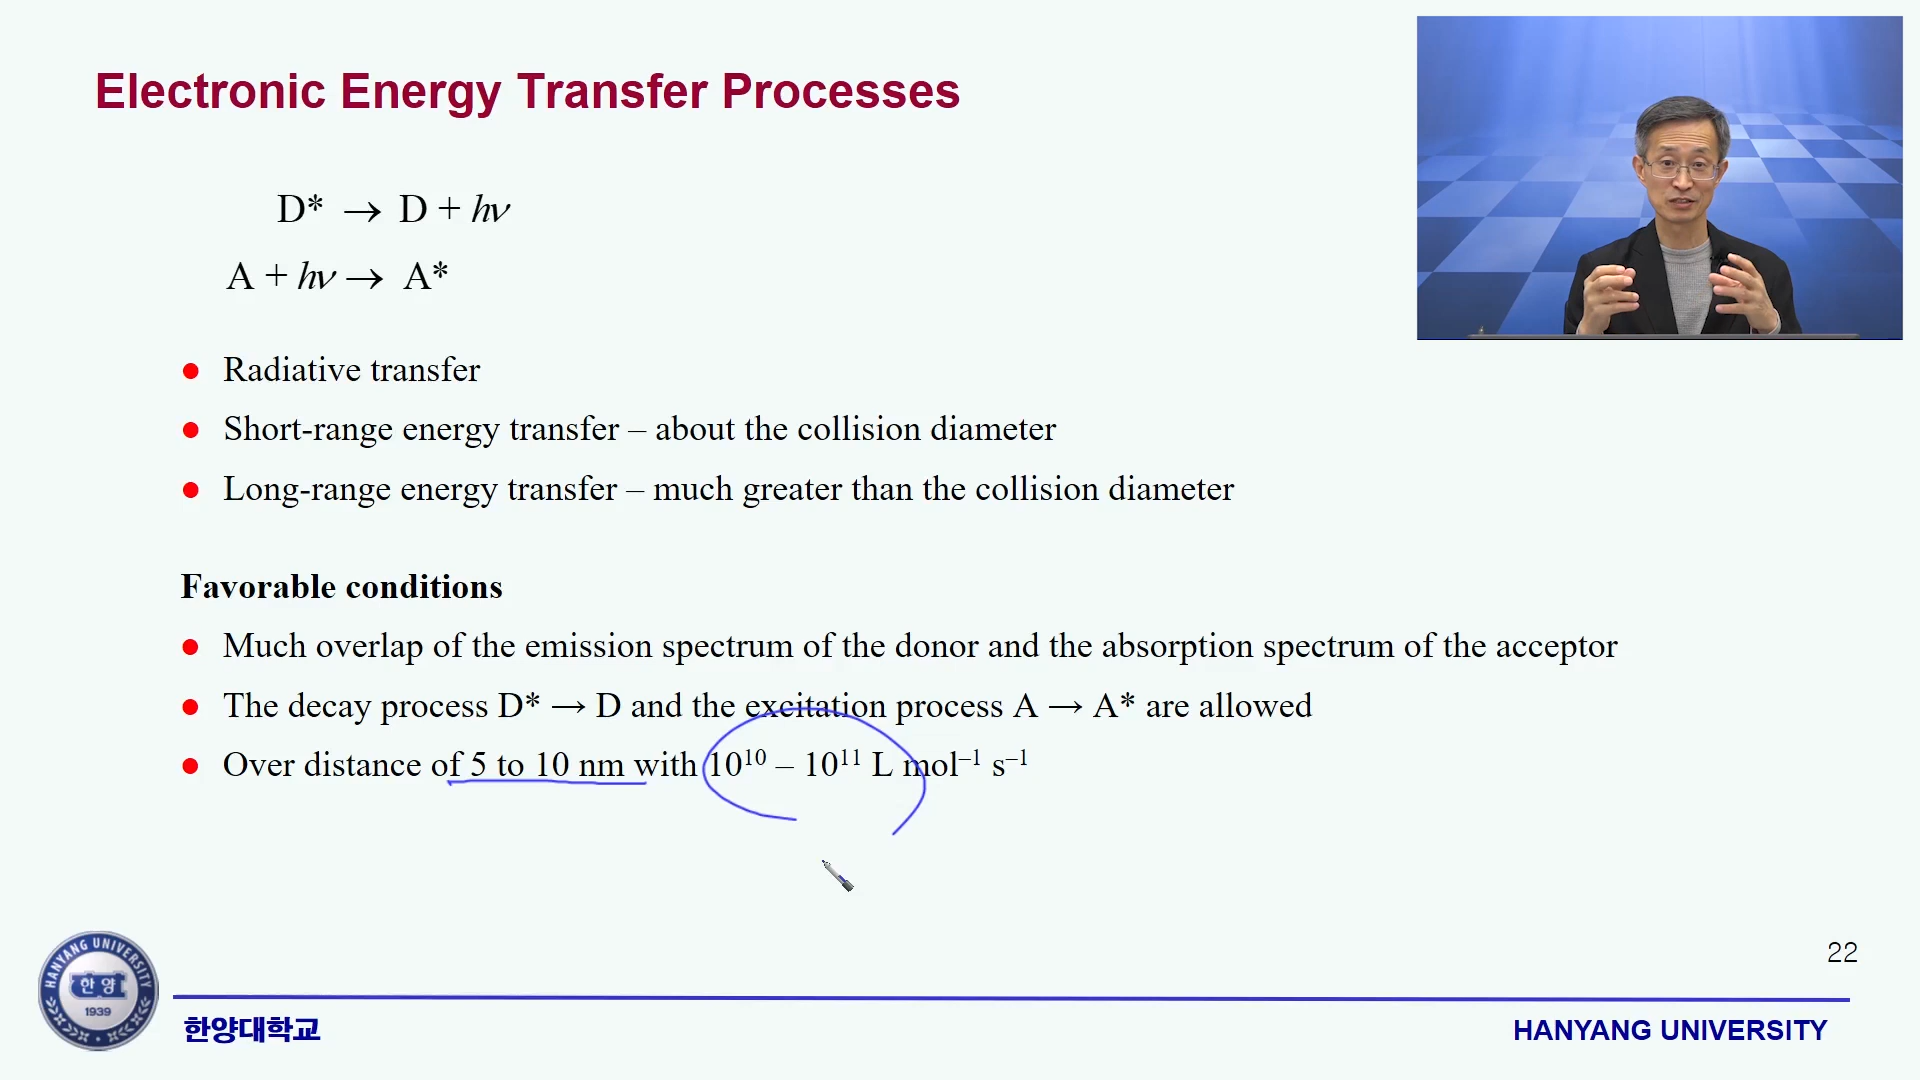 Electronic Energy Transfer Processes
D* → D + hν
A + hν → A*
● Radiative transfer
● Short-range energy transfer – about the collision diameter
● Long-range energy transfer – much greater than the collision diameter
Favorable conditions
● Much overlap of the emission spectrum of the donor and the absorption spectrum of the acceptor
● The decay process D* → D and the excitation process A → A* are allowed
● Over distance of 5 to 10 nm with 10¹⁰ – 10¹¹ L mol⁻¹ s⁻¹
22
HANYANG UNIVERSITY
한양
1939
한양대학교
HANYANG UNIVERSITY